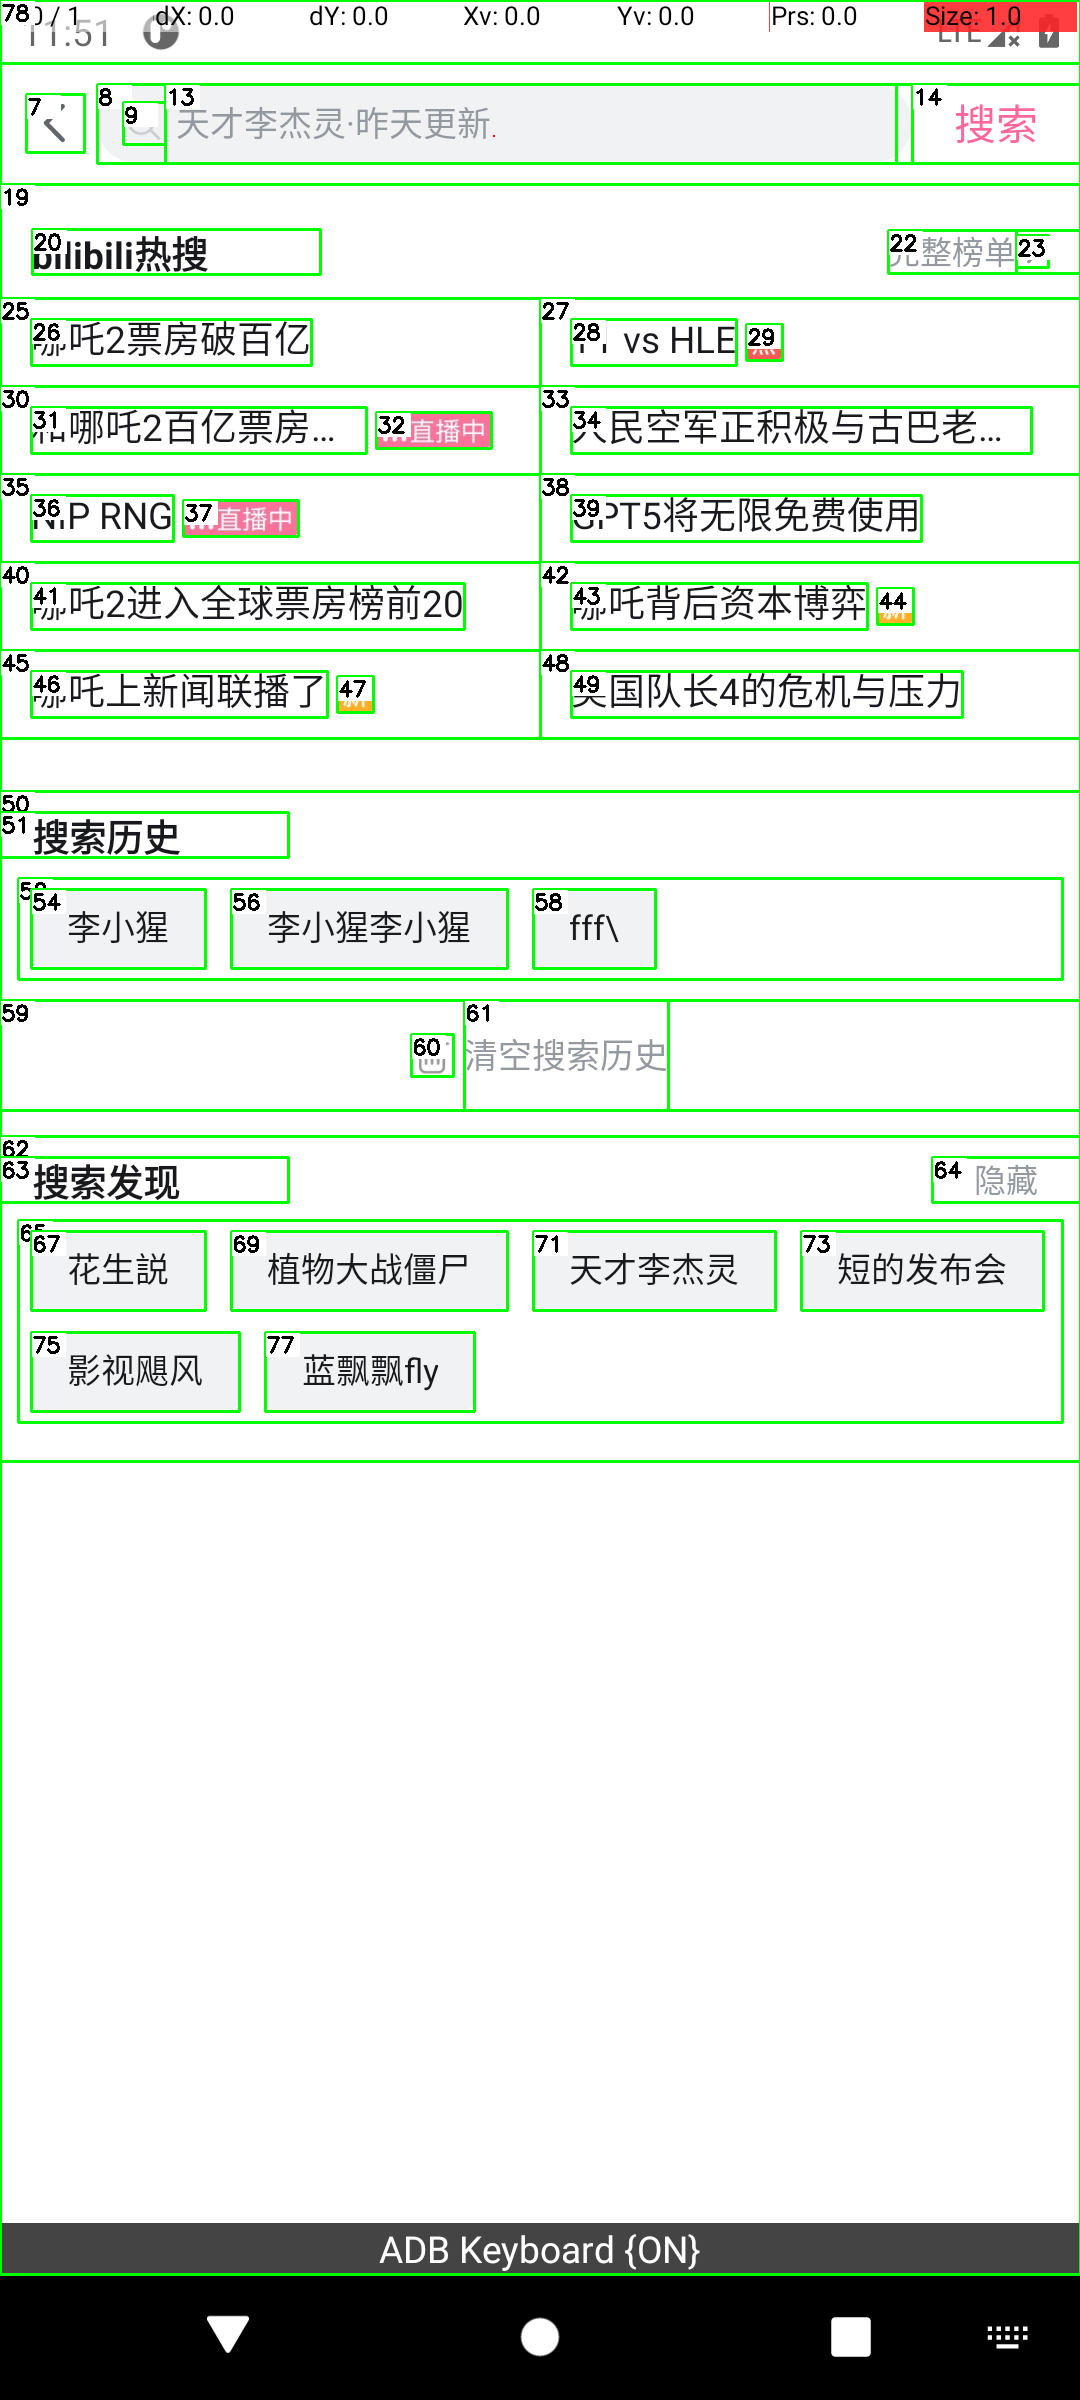 0 / 1 dX: 0.0 dY: 0.0 Xv: 0.0 Yv: 0.0 Prs: 0.0 Size: 1.0
78
11:51 LTE
7 8 9 13 天才李杰灵·昨天更新 14 搜索
19
20 bilibili热搜 22 完整榜单 23
25 26 哪吒2票房破百亿 27 28 vs HLE 29
30 31 和哪吒2百亿票房... 32 直播中 33 34 人民空军正积极与古巴老...
35 36 NIP RNG 37 直播中 38 39 GPT5将无限免费使用
40 41 哪吒2进入全球票房榜前20 42 43 哪吒背后资本博弈 44 新
45 46 哪吒上新闻联播了 47 新 48 49 美国队长4的危机与压力
50
51 搜索历史
54 李小猩 56 李小猩李小猩 58 fff\
59 60 61 清空搜索历史
62
63 搜索发现 64 隐藏
65
67 花生説 69 植物大战僵尸 71 天才李杰灵 73 短的发布会
75 影视飓风 77 蓝飘飘fly
ADB Keyboard {ON}